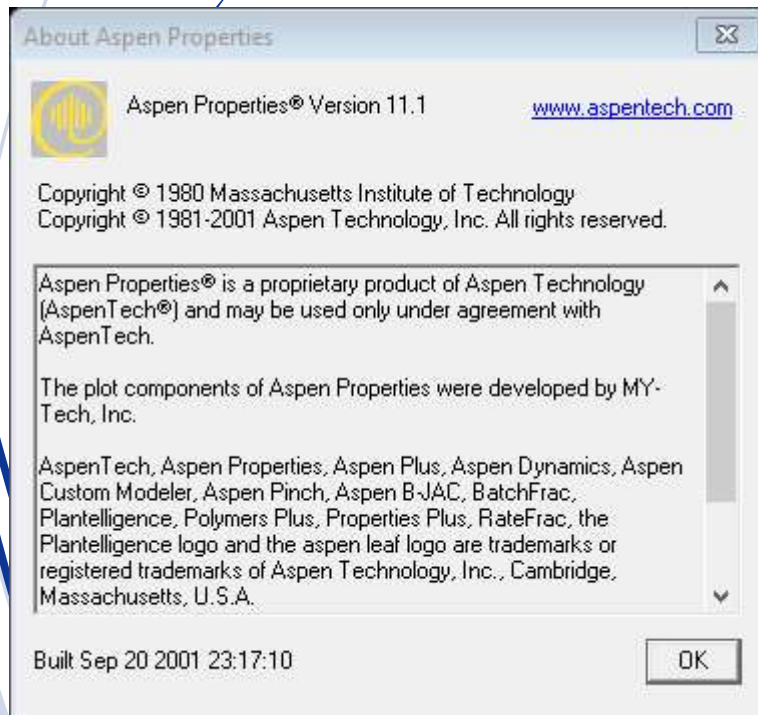 About Aspen Properties
Aspen Properties® Version 11.1
www.aspentech.com
Copyright © 1980 Massachusetts Institute of Technology
Copyright © 1981-2001 Aspen Technology, Inc. All rights reserved.
Aspen Properties® is a proprietary product of Aspen Technology
(AspenTech®) and may be used only under agreement with
AspenTech.
The plot components of Aspen Properties were developed by MY-
Tech, Inc.
AspenTech, Aspen Properties, Aspen Plus, Aspen Dynamics, Aspen
Custom Modeler, Aspen Pinch, Aspen B-JAC, BatchFrac,
Plantelligence, Polymers Plus, Properties Plus, RateFrac, the
Plantelligence logo and the aspen leaf logo are trademarks or
registered trademarks of Aspen Technology, Inc., Cambridge,
Massachusetts, U.S.A.
Built Sep 20 2001 23:17:10
OK